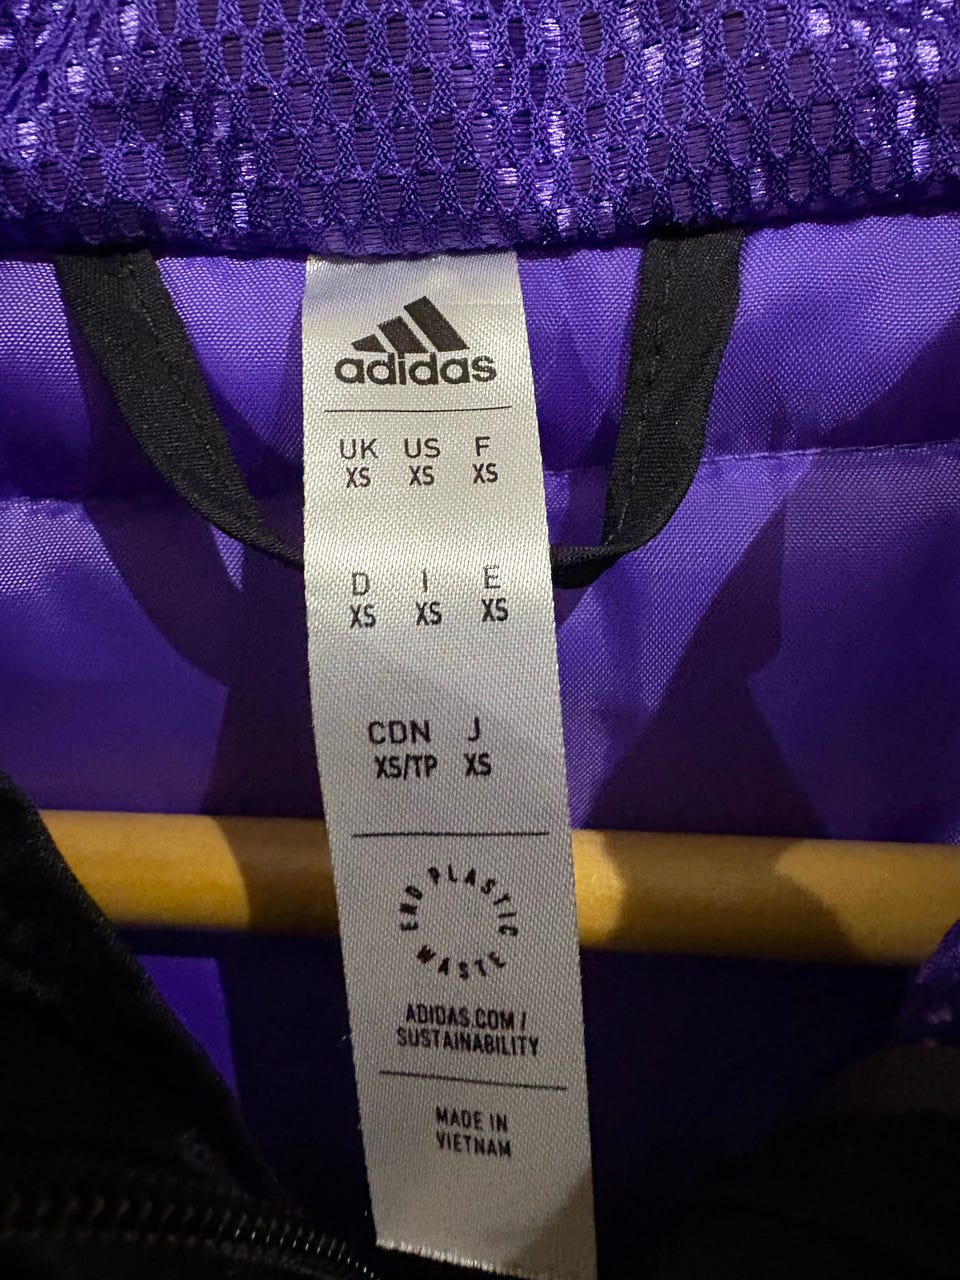 adidas
UK US F
XS XS XS
D I E
XS XS XS
CDN J
XS/TP XS
END PLASTIC WASTE
ADIDAS.COM/
SUSTAINABILITY
MADE IN
VIETNAM